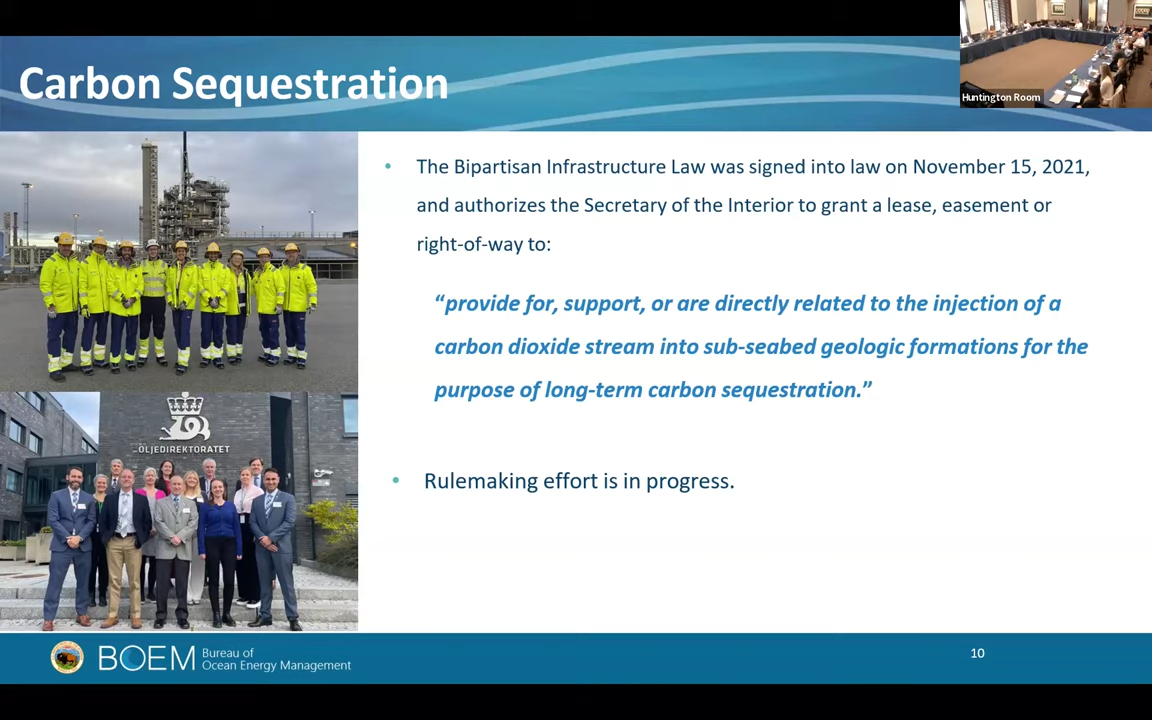 Carbon Sequestration
Huntington Room
• The Bipartisan Infrastructure Law was signed into law on November 15, 2021,
and authorizes the Secretary of the Interior to grant a lease, easement or
right-of-way to:
“provide for, support, or are directly related to the injection of a
carbon dioxide stream into sub-seabed geologic formations for the
purpose of long-term carbon sequestration.”
• Rulemaking effort is in progress.
OLJEDIREKTORATET
BOEM
Bureau of
Ocean Energy Management
10